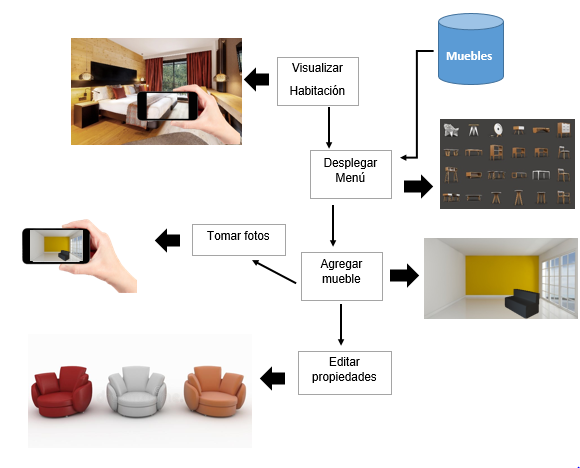 Muebles
Visualizar
Habitación
Desplegar
Menú
Tomar fotos
Agregar
mueble
Editar
propiedades